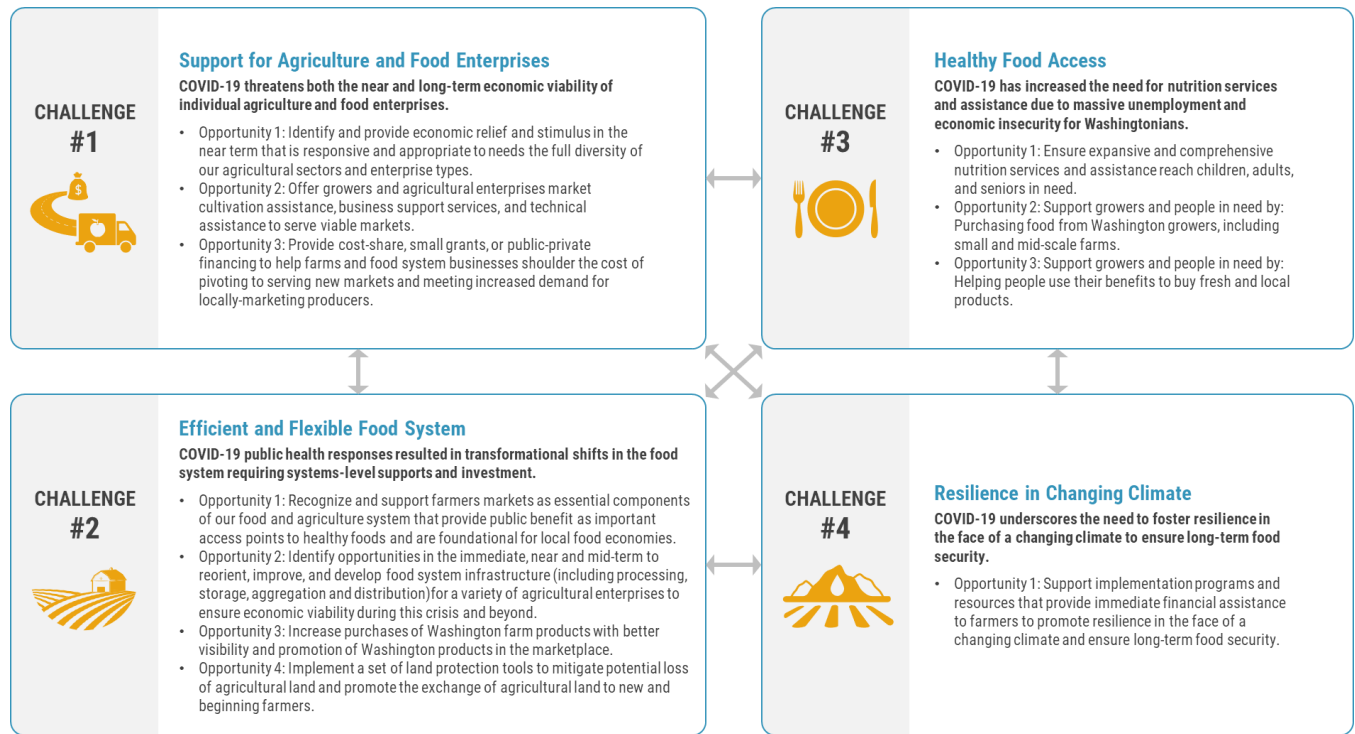 CHALLENGE
#1
$
Support for Agriculture and Food Enterprises
COVID-19 threatens both the near and long-term economic viability of
individual agriculture and food enterprises.
• Opportunity 1: Identify and provide economic relief and stimulus in the
near term that is responsive and appropriate to needs the full diversity of
our agricultural sectors and enterprise types.
• Opportunity 2: Offer growers and agricultural enterprises market
cultivation assistance, business support services, and technical
assistance to serve viable markets.
• Opportunity 3: Provide cost-share, small grants, or public-private
financing to help farms and food system businesses shoulder the cost of
pivoting to serving new markets and meeting increased demand for
locally-marketing producers.
CHALLENGE
#3
Healthy Food Access
COVID-19 has increased the need for nutrition services
and assistance due to massive unemployment and
economic insecurity for Washingtonians.
• Opportunity 1: Ensure expansive and comprehensive
nutrition services and assistance reach children, adults,
and seniors in need.
• Opportunity 2: Support growers and people in need by:
Purchasing food from Washington growers, including
small and mid-scale farms.
• Opportunity 3: Support growers and people in need by:
Helping people use their benefits to buy fresh and local
products.
CHALLENGE
#2
Efficient and Flexible Food System
COVID-19 public health responses resulted in transformational shifts in the food
system requiring systems-level supports and investment.
• Opportunity 1: Recognize and support farmers markets as essential components
of our food and agriculture system that provide public benefit as important
access points to healthy foods and are foundational for local food economies.
• Opportunity 2: Identify opportunities in the immediate, near and mid-term to
reorient, improve, and develop food system infrastructure (including processing,
storage, aggregation and distribution)for a variety of agricultural enterprises to
ensure economic viability during this crisis and beyond.
• Opportunity 3: Increase purchases of Washington farm products with better
visibility and promotion of Washington products in the marketplace.
• Opportunity 4: Implement a set of land protection tools to mitigate potential loss
of agricultural land and promote the exchange of agricultural land to new and
beginning farmers.
CHALLENGE
#4
Resilience in Changing Climate
COVID-19 underscores the need to foster resilience in
the face of a changing climate to ensure long-term food
security.
• Opportunity 1: Support implementation programs and
resources that provide immediate financial assistance
to farmers to promote resilience in the face of a
changing climate and ensure long-term food security.